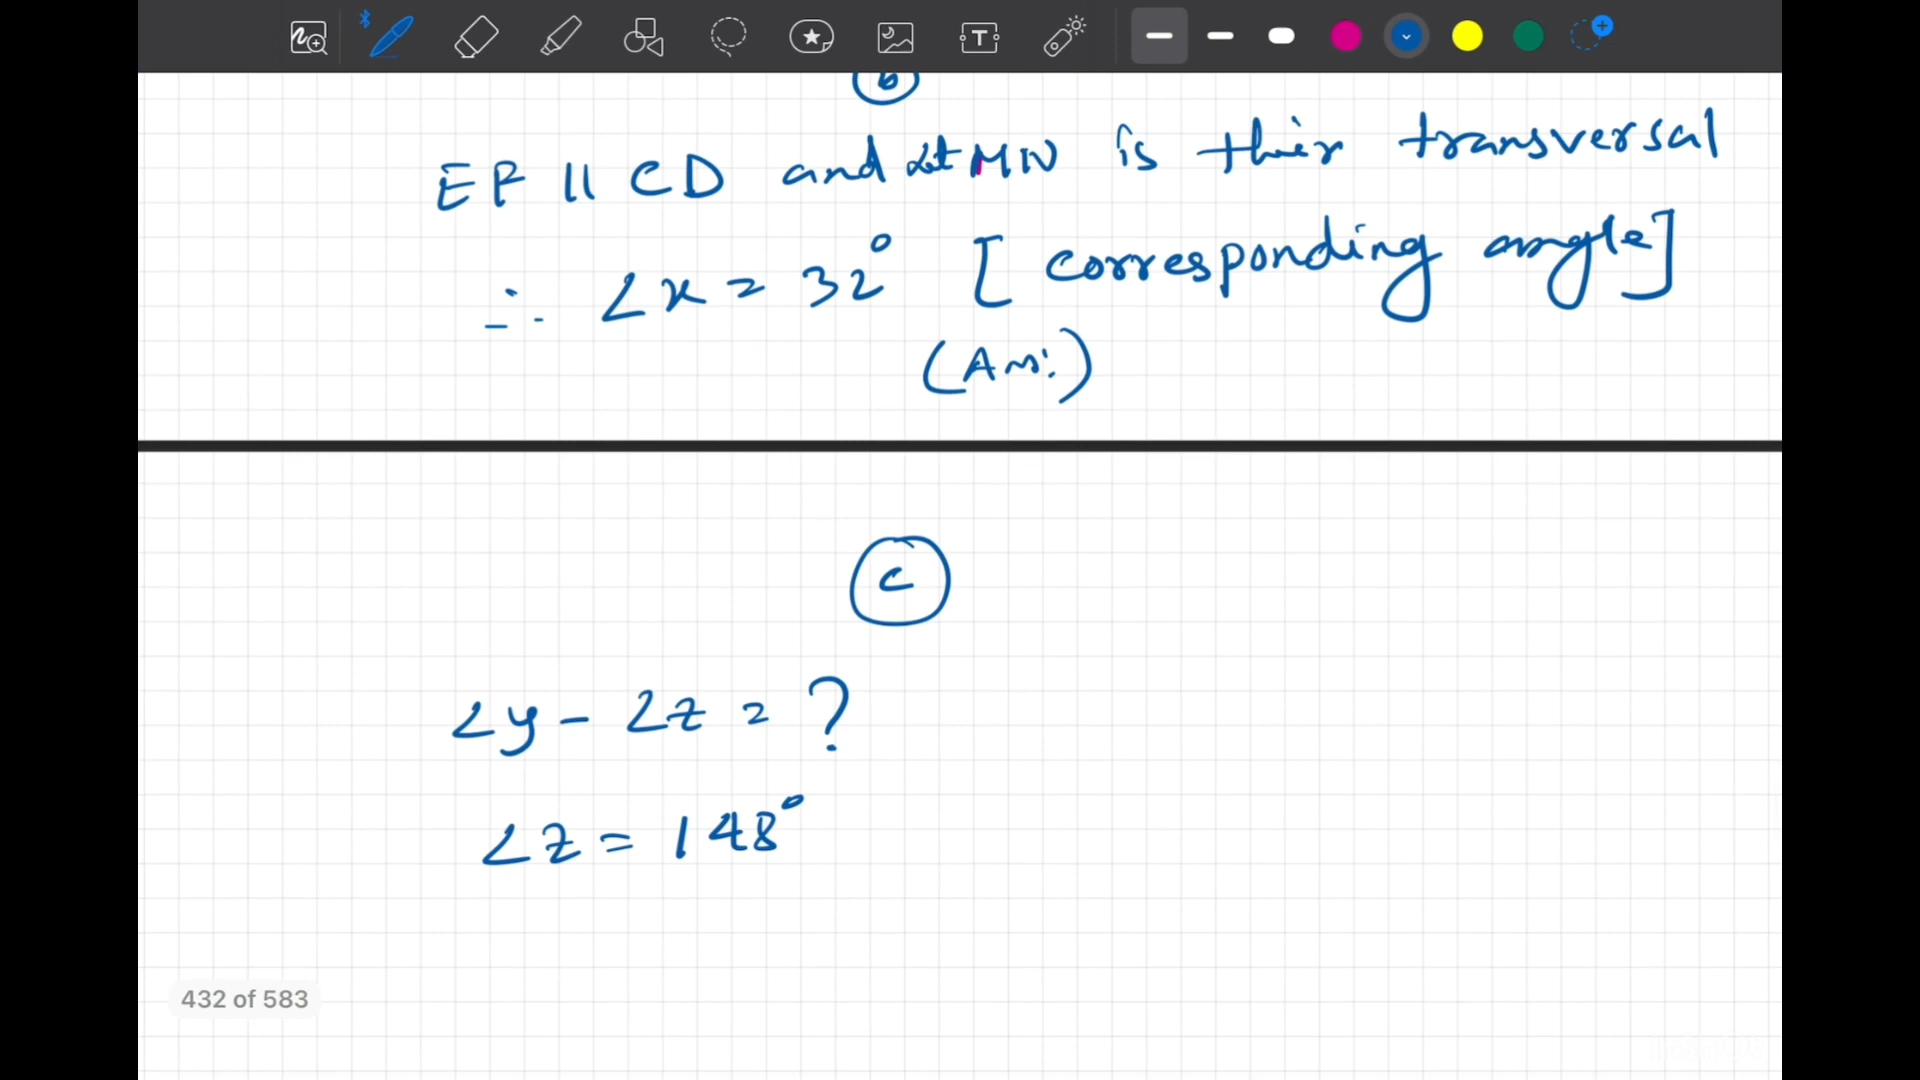 b
EF || CD and let MN is their transversal
∴ ∠x = 32° [corresponding angle]
(Ans:)
c
∠y - ∠z = ?
∠z = 148°
432 of 583